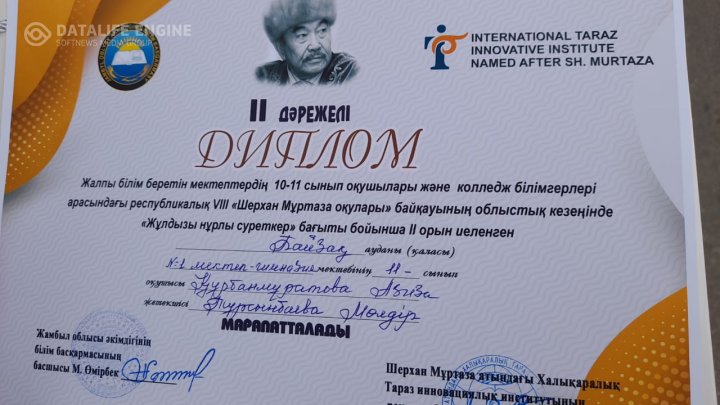 DATALIFE ENGINE
SOFTNEWS MEDIA GROUP
INTERNATIONAL TARAZ
INNOVATIVE INSTITUTE
NAMED AFTER SH. MURTAZA
II ДӘРЕЖЕЛІ
ДИПЛОМ
Жалпы білім беретін мектептердің 10-11 сынып оқушылары және колледж білімгерлері
арасындағы республикалық VIII «Шерхан Мұртаза оқулары» байқауының облыстық кезеңінде
«Жұлдызы нұрлы суреткер» бағыты бойынша II орын иеленген
Байзақ ауданы (қаласы)
№1 мектеп-гимназия мектебінің 11- сынып
оқушысы Құрбанмуратова Азиза
жетекшісі Тұрсынбаева Мөлдір
МАРАПАТТАЛАДЫ
Жамбыл облысы әкімдігінің
білім басқармасының
басшысы М. Өмірбек
Шерхан Мұртаза атындағы Халықаралық
Тараз инновациялық институтының